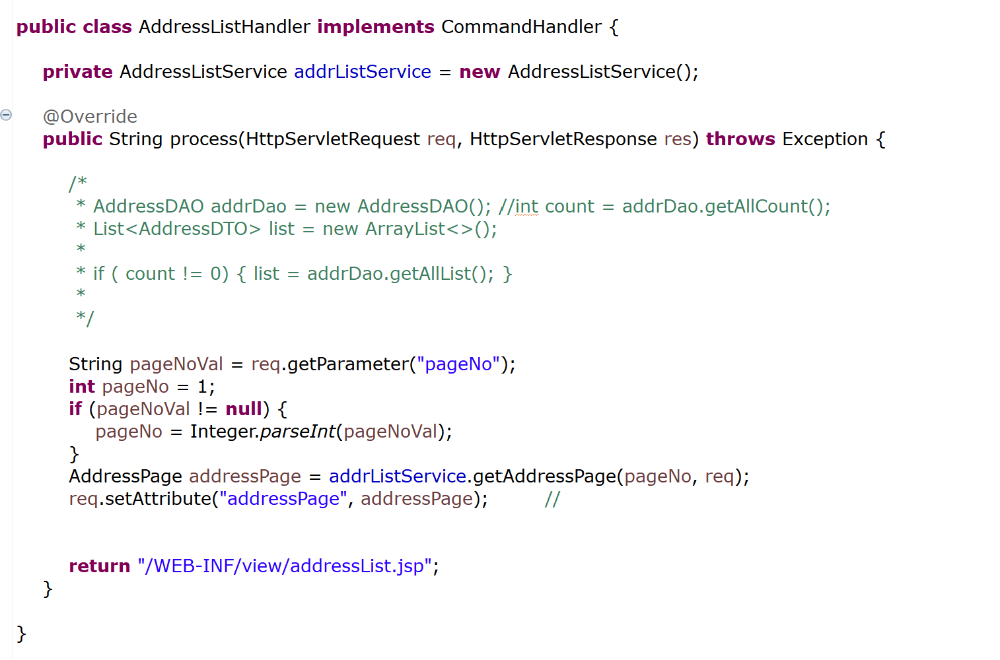 public class AddressListHandler implements CommandHandler {
private AddressListService addrListService = new AddressListService();
@Override
public String process(HttpServletRequest req, HttpServletResponse res) throws Exception {
/*
* AddressDAO addrDao = new AddressDAO(); //int count = addrDao.getAllCount();
* List<AddressDTO> list = new ArrayList<>();
*
* if ( count != 0) { list = addrDao.getAllList(); }
*
*/
String pageNoVal = req.getParameter("pageNo");
int pageNo = 1;
if (pageNoVal != null) {
pageNo = Integer.parseInt(pageNoVal);
}
AddressPage addressPage = addrListService.getAddressPage(pageNo, req);
req.setAttribute("addressPage", addressPage); //
return "/WEB-INF/view/addressList.jsp";
}
}